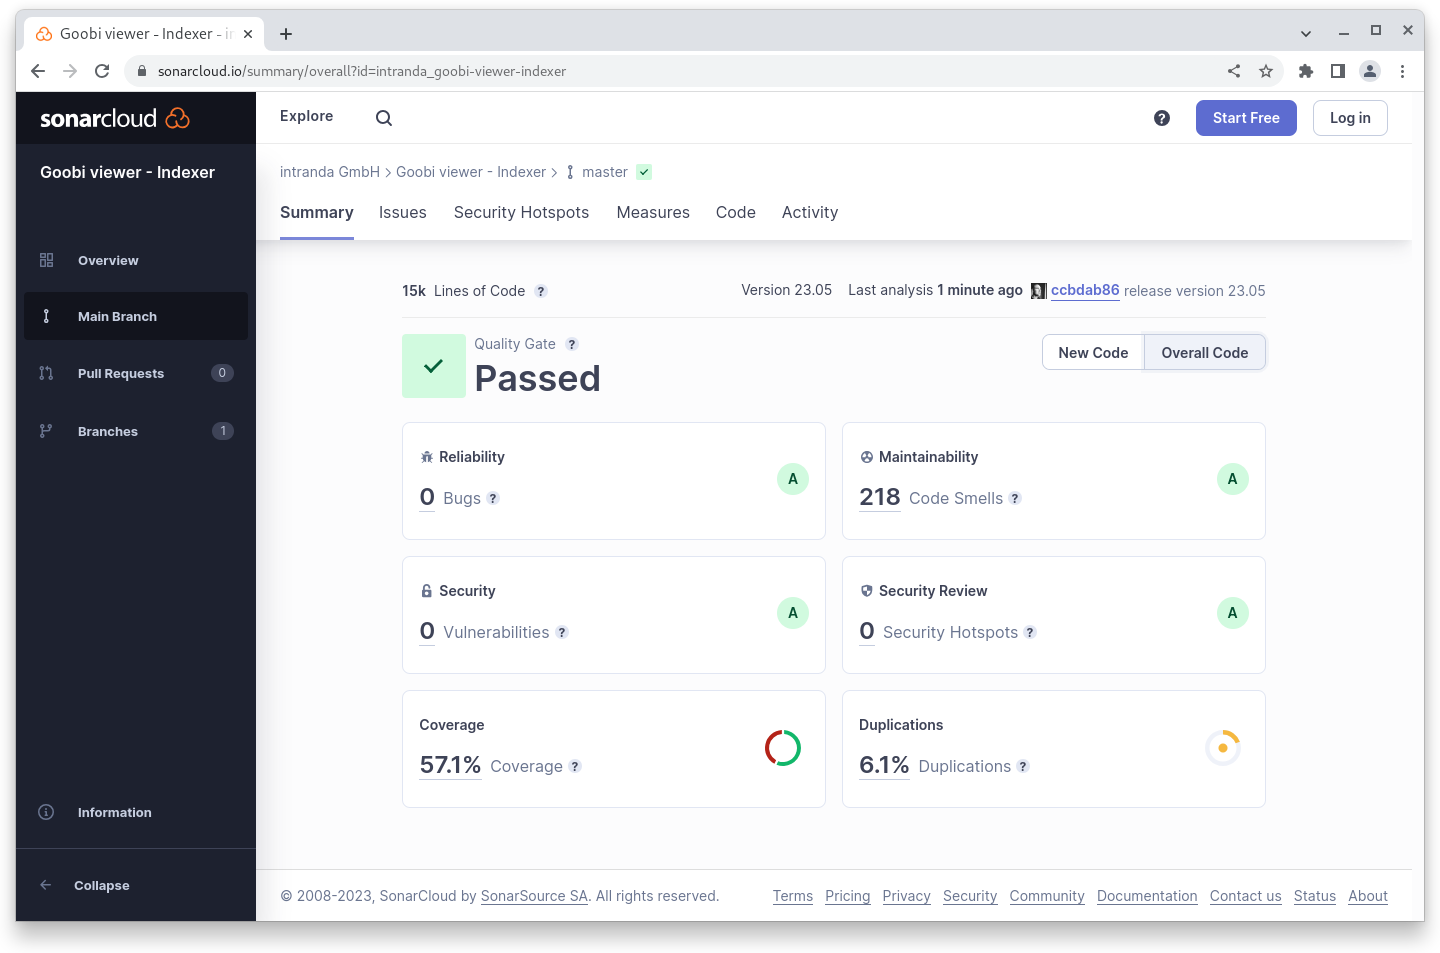 Goobi viewer - Indexer - in
sonarcloud.io/summary/overall?id=intranda_goobi-viewer-indexer
sonarcloud
Explore
?
Start Free
Log in
Goobi viewer - Indexer
intranda GmbH > Goobi viewer - Indexer > master
Summary Issues Security Hotspots Measures Code Activity
Overview
Main Branch
Pull Requests 0
Branches 1
15k Lines of Code ?
Version 23.05 Last analysis 1 minute ago ccbdab86 release version 23.05
Quality Gate ?
Passed
New Code Overall Code
Reliability
0 Bugs ?
A
Maintainability
218 Code Smells ?
A
Security
0 Vulnerabilities ?
A
Security Review
0 Security Hotspots ?
A
Coverage
57.1% Coverage ?
Duplications
6.1% Duplications ?
Information
Collapse
© 2008-2023, SonarCloud by SonarSource SA. All rights reserved.
Terms Pricing Privacy Security Community Documentation Contact us Status About